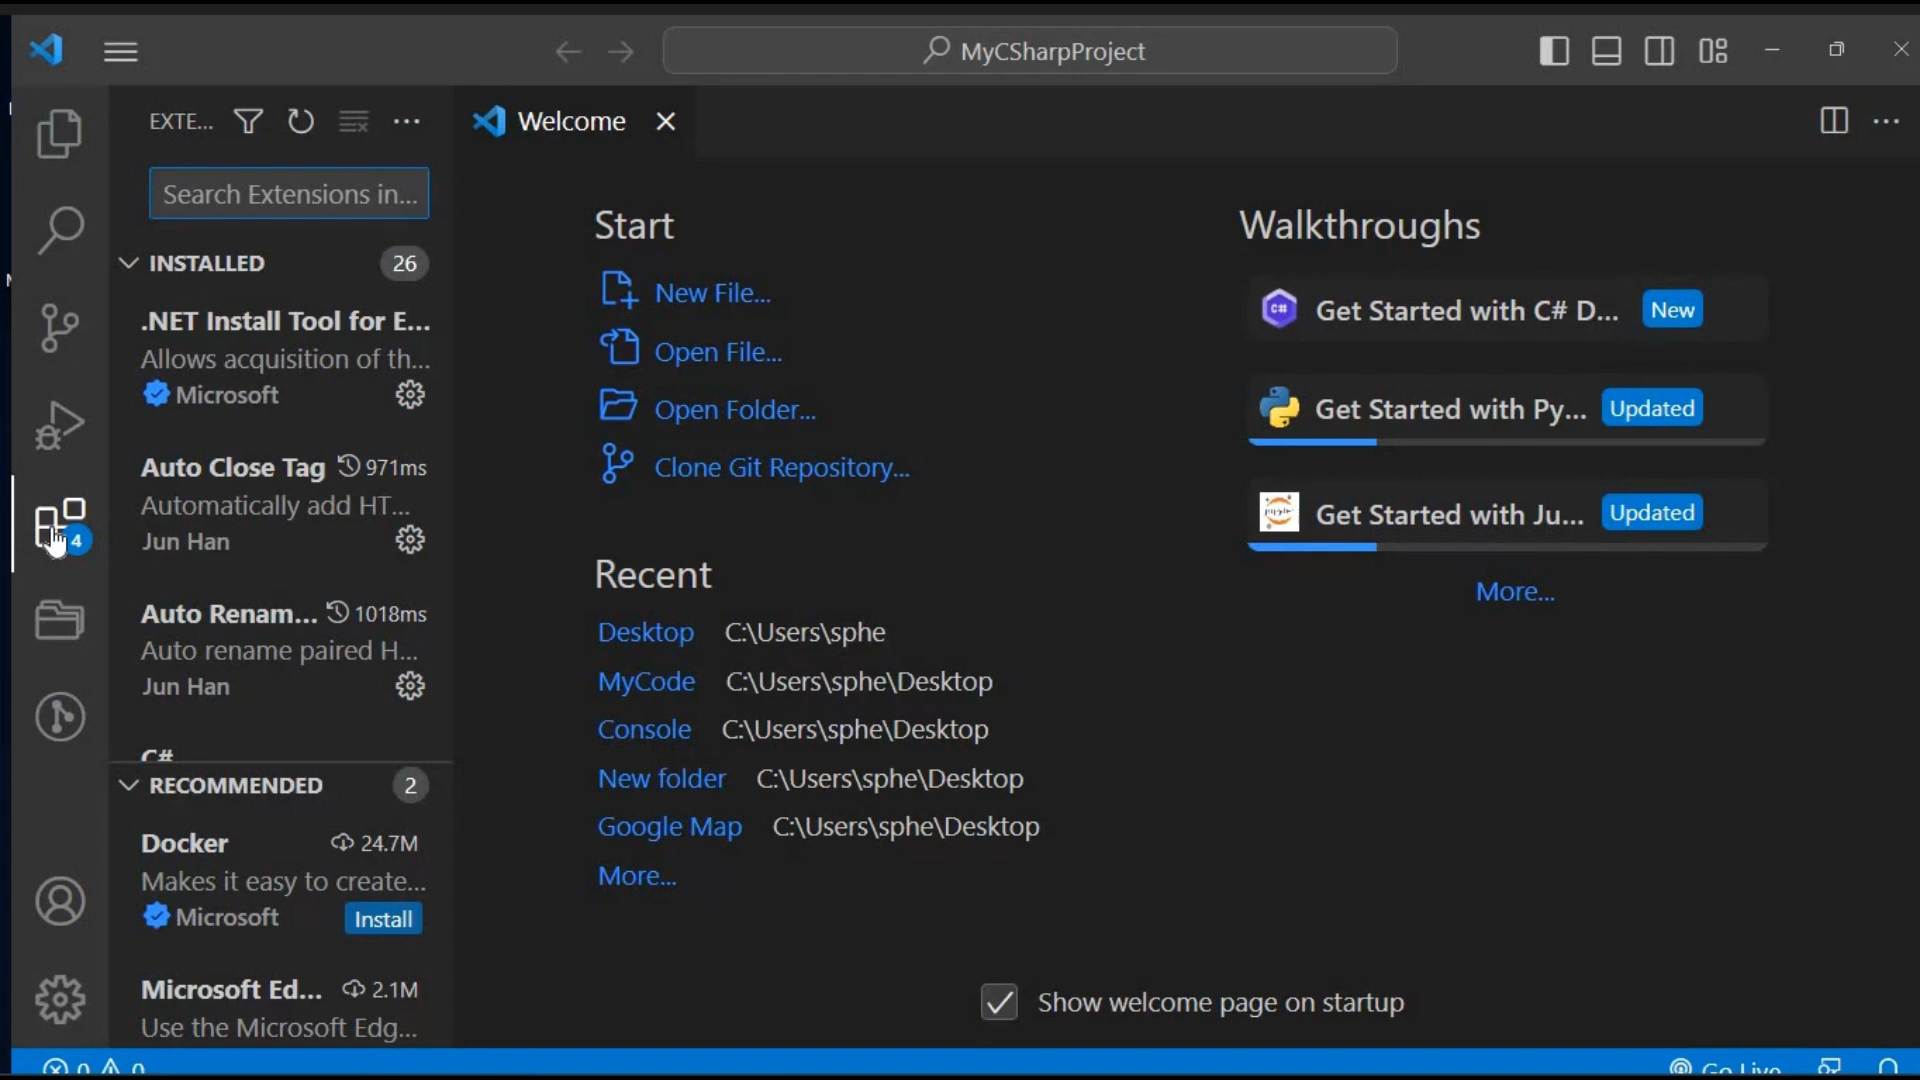 MyCSharpProject
EXTE...
Search Extensions in...
INSTALLED 26
.NET Install Tool for E...
Allows acquisition of th...
Microsoft
Auto Close Tag 971ms
Automatically add HT...
Jun Han
Auto Renam... 1018ms
Auto rename paired H...
Jun Han
C#
RECOMMENDED 2
Docker 24.7M
Makes it easy to create...
Microsoft Install
Microsoft Ed... 2.1M
Use the Microsoft Edg...
4
Welcome
Start
New File...
Open File...
Open Folder...
Clone Git Repository...
Recent
Desktop C:\Users\sphe
MyCode C:\Users\sphe\Desktop
Console C:\Users\sphe\Desktop
New folder C:\Users\sphe\Desktop
Google Map C:\Users\sphe\Desktop
More...
Walkthroughs
C# Get Started with C# D... New
Get Started with Py... Updated
jupyter Get Started with Ju... Updated
More...
Show welcome page on startup
0 0
Go Live